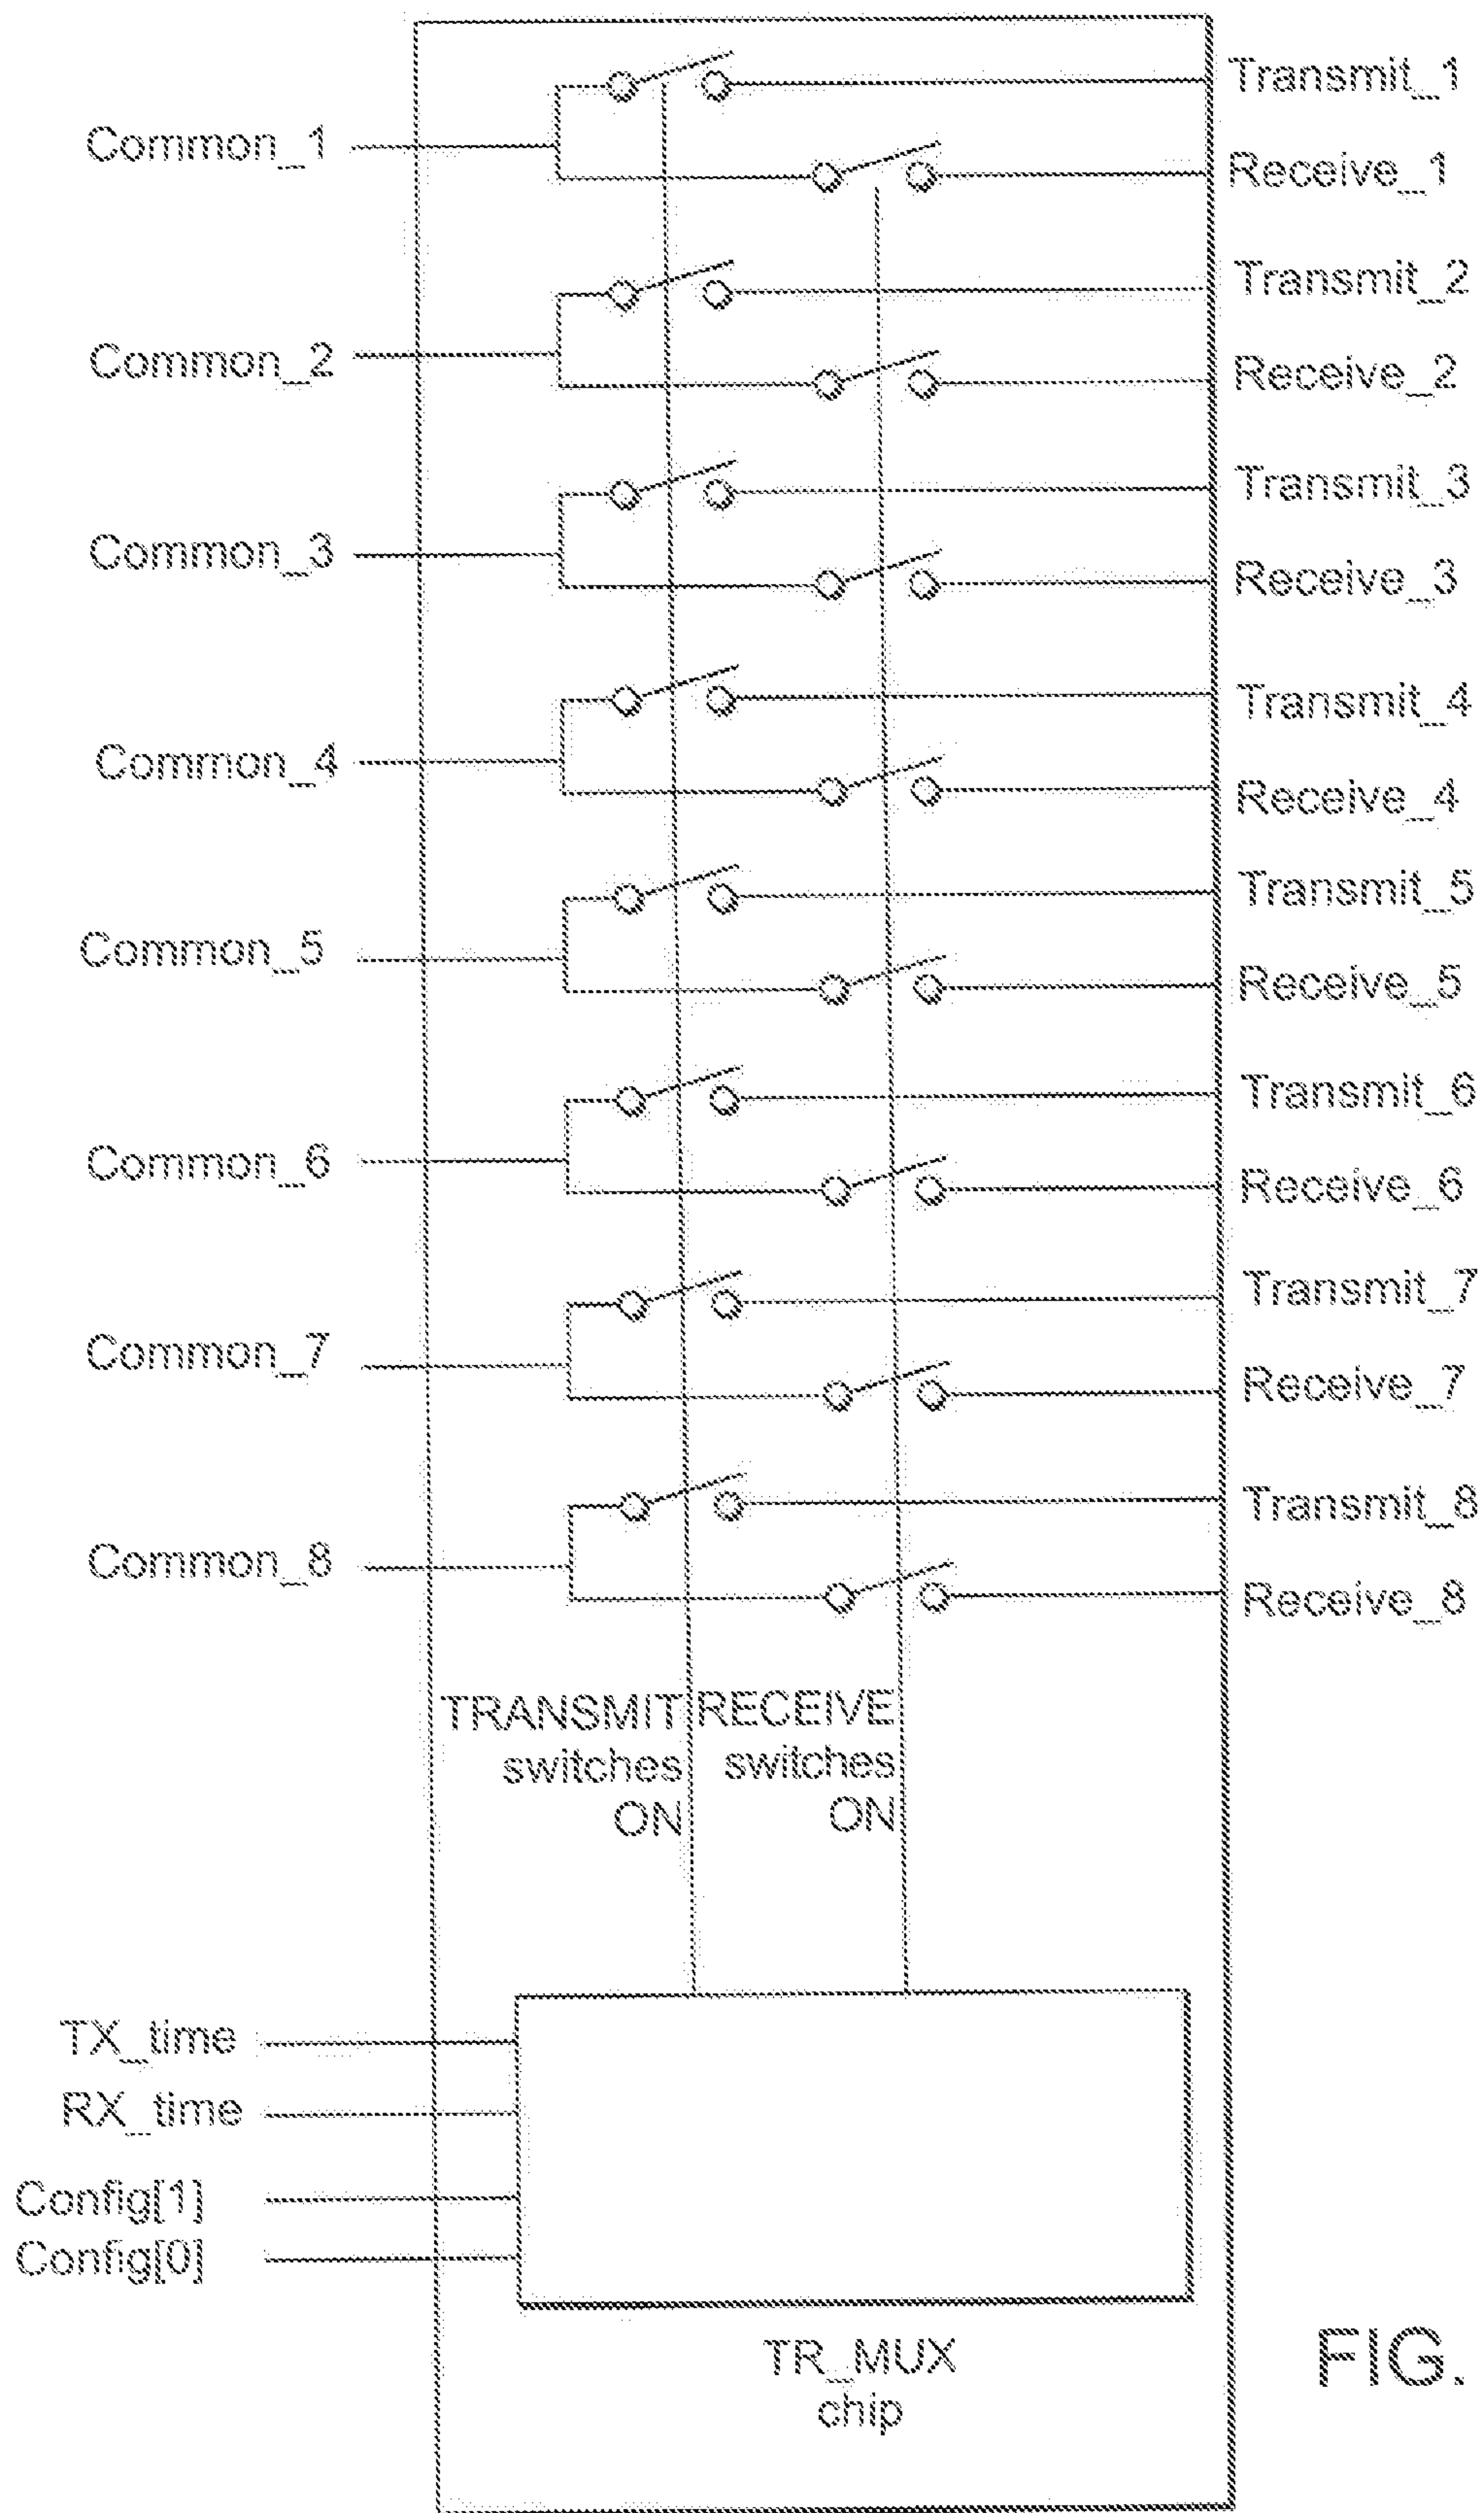 Transmit_1
Common_1
Receive_1
Transmit_2
Common_2
Receive_2
Transmit_3
Common_3
Receive_3
Transmit_4
Common_4
Receive_4
Transmit_5
Common_5
Receive_5
Transmit_6
Common_6
Receive_6
Transmit_7
Common_7
Receive_7
Transmit_8
Common_8
Receive_8
TRANSMIT
switches
ON
RECEIVE
switches
ON
TX_time
RX_time
Config[1]
Config[0]
TR_MUX
chip
FIG.